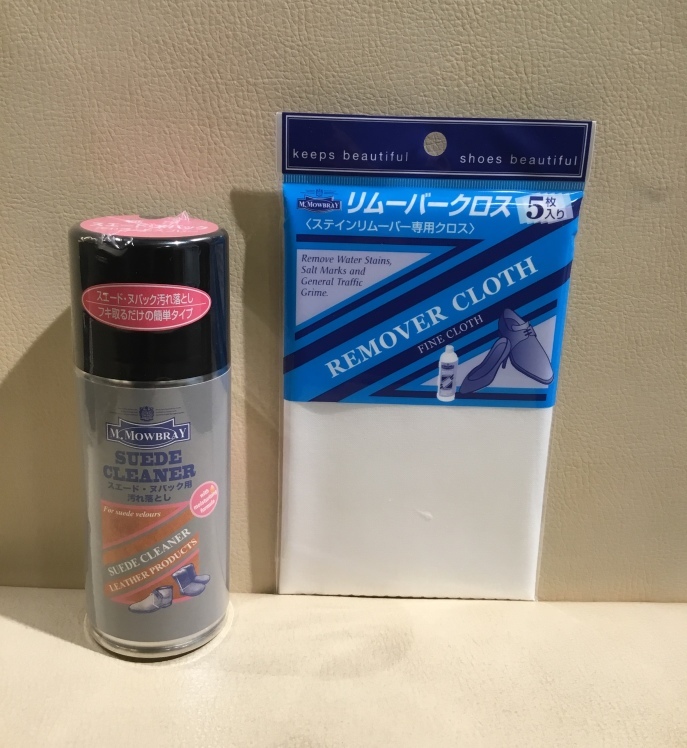 スエード・ヌバック汚れ落とし
フキ取るだけの簡単タイプ
M.MOWBRAY
SUEDE
CLEANER
スエード・ヌバック用
汚れ落とし
For suede velours
SUEDE CLEANER
LEATHER PRODUCTS
keeps beautiful
shoes beautiful
M.MOWBRAY
リムーバークロス
5枚
入り
〈ステインリムーバー専用クロス〉
Remove Water Stains,
Salt Marks and
General Traffic
Grime.
REMOVER CLOTH
FINE CLOTH